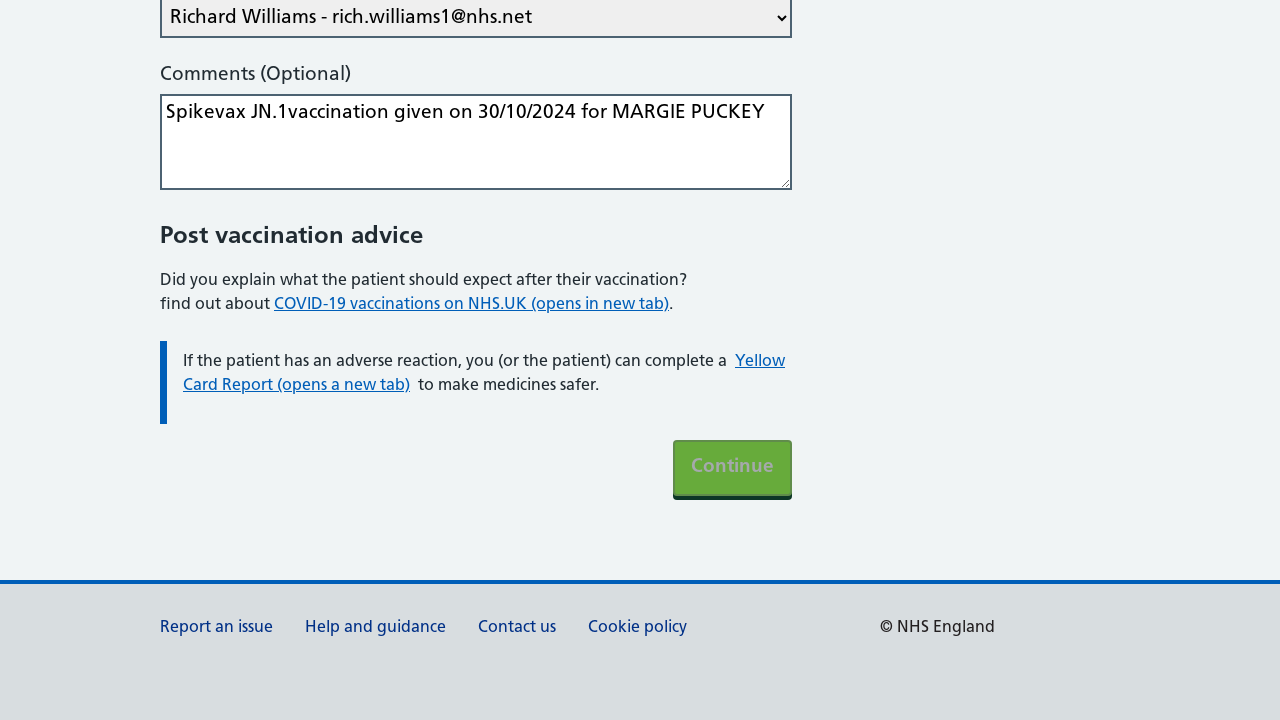 Richard Williams - rich.williams1@nhs.net
Comments (Optional)
Spikevax JN.1vaccination given on 30/10/2024 for MARGIE PUCKEY
Post vaccination advice
Did you explain what the patient should expect after their vaccination?
find out about COVID-19 vaccinations on NHS.UK (opens in new tab).
If the patient has an adverse reaction, you (or the patient) can complete a Yellow
Card Report (opens a new tab) to make medicines safer.
Continue
Report an issue Help and guidance Contact us Cookie policy © NHS England